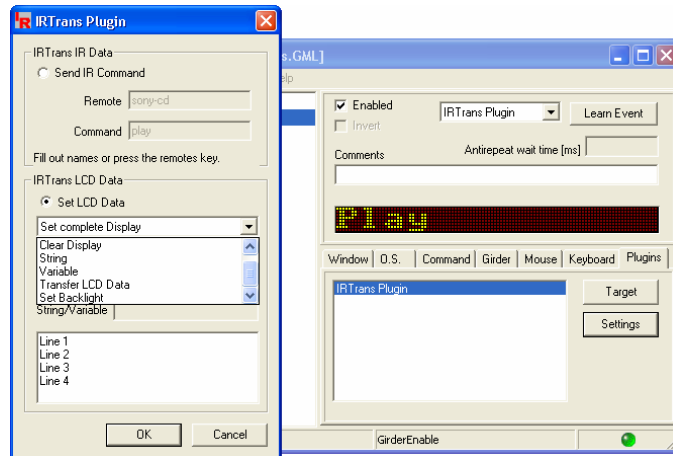 IRTrans Plugin
IRTrans IR Data
Send IR Command
Remote sony-cd
Command play
Fill out names or press the remotes key.
IRTrans LCD Data
Set LCD Data
Set complete Display
Clear Display
String
Variable
Transfer LCD Data
Set Backlight
String/Variable
Line 1
Line 2
Line 3
Line 4
OK Cancel
s.GML]
elp
Enabled
IRTrans Plugin
Learn Event
Invert
Comments
Antirepeat wait time [ms]
Play
Window O.S. Command Girder Mouse Keyboard Plugins
IRTrans Plugin
Target
Settings
GirderEnable